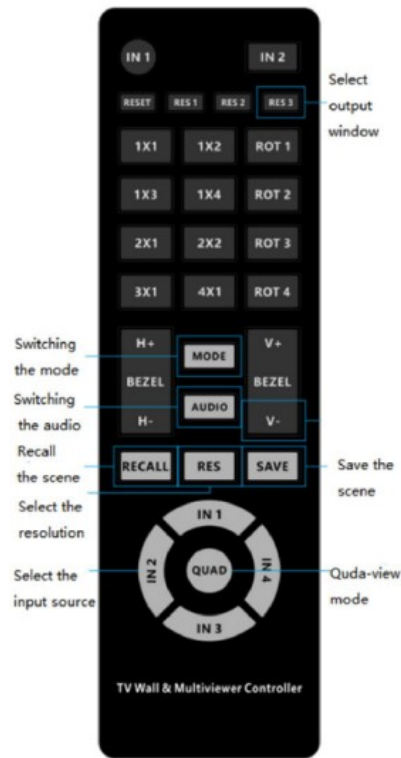 IN 1
IN 2
Select
output
window
RESET
RES 1
RES 2
RES 3
1X1
1X2
ROT 1
1X3
1X4
ROT 2
2X1
2X2
ROT 3
3X1
4X1
ROT 4
Switching
the mode
H+
BEZEL
H-
MODE
V+
BEZEL
V-
Switching
the audio
AUDIO
Recall
the scene
RECALL
RES
SAVE
Save the
scene
Select the
resolution
IN 1
Select the
input source
IN 2
QUAD
IN 4
Quda-view
mode
IN 3
TV Wall & Multiviewer Controller